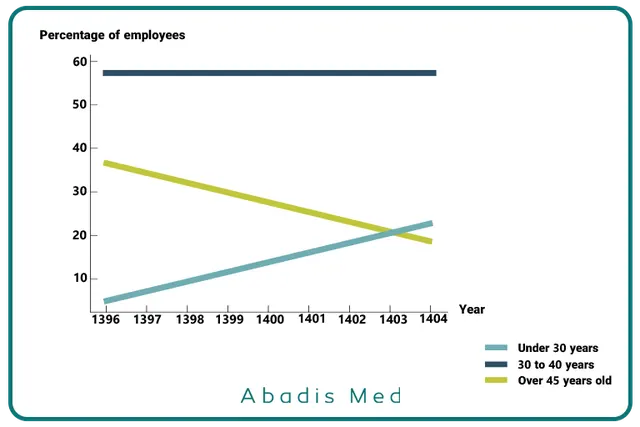 Percentage of employees
60
50
40
30
20
10
1396 1397 1398 1399 1400 1401 1402 1403 1404
Year
Under 30 years
30 to 40 years
Over 45 years old
Abadis Med